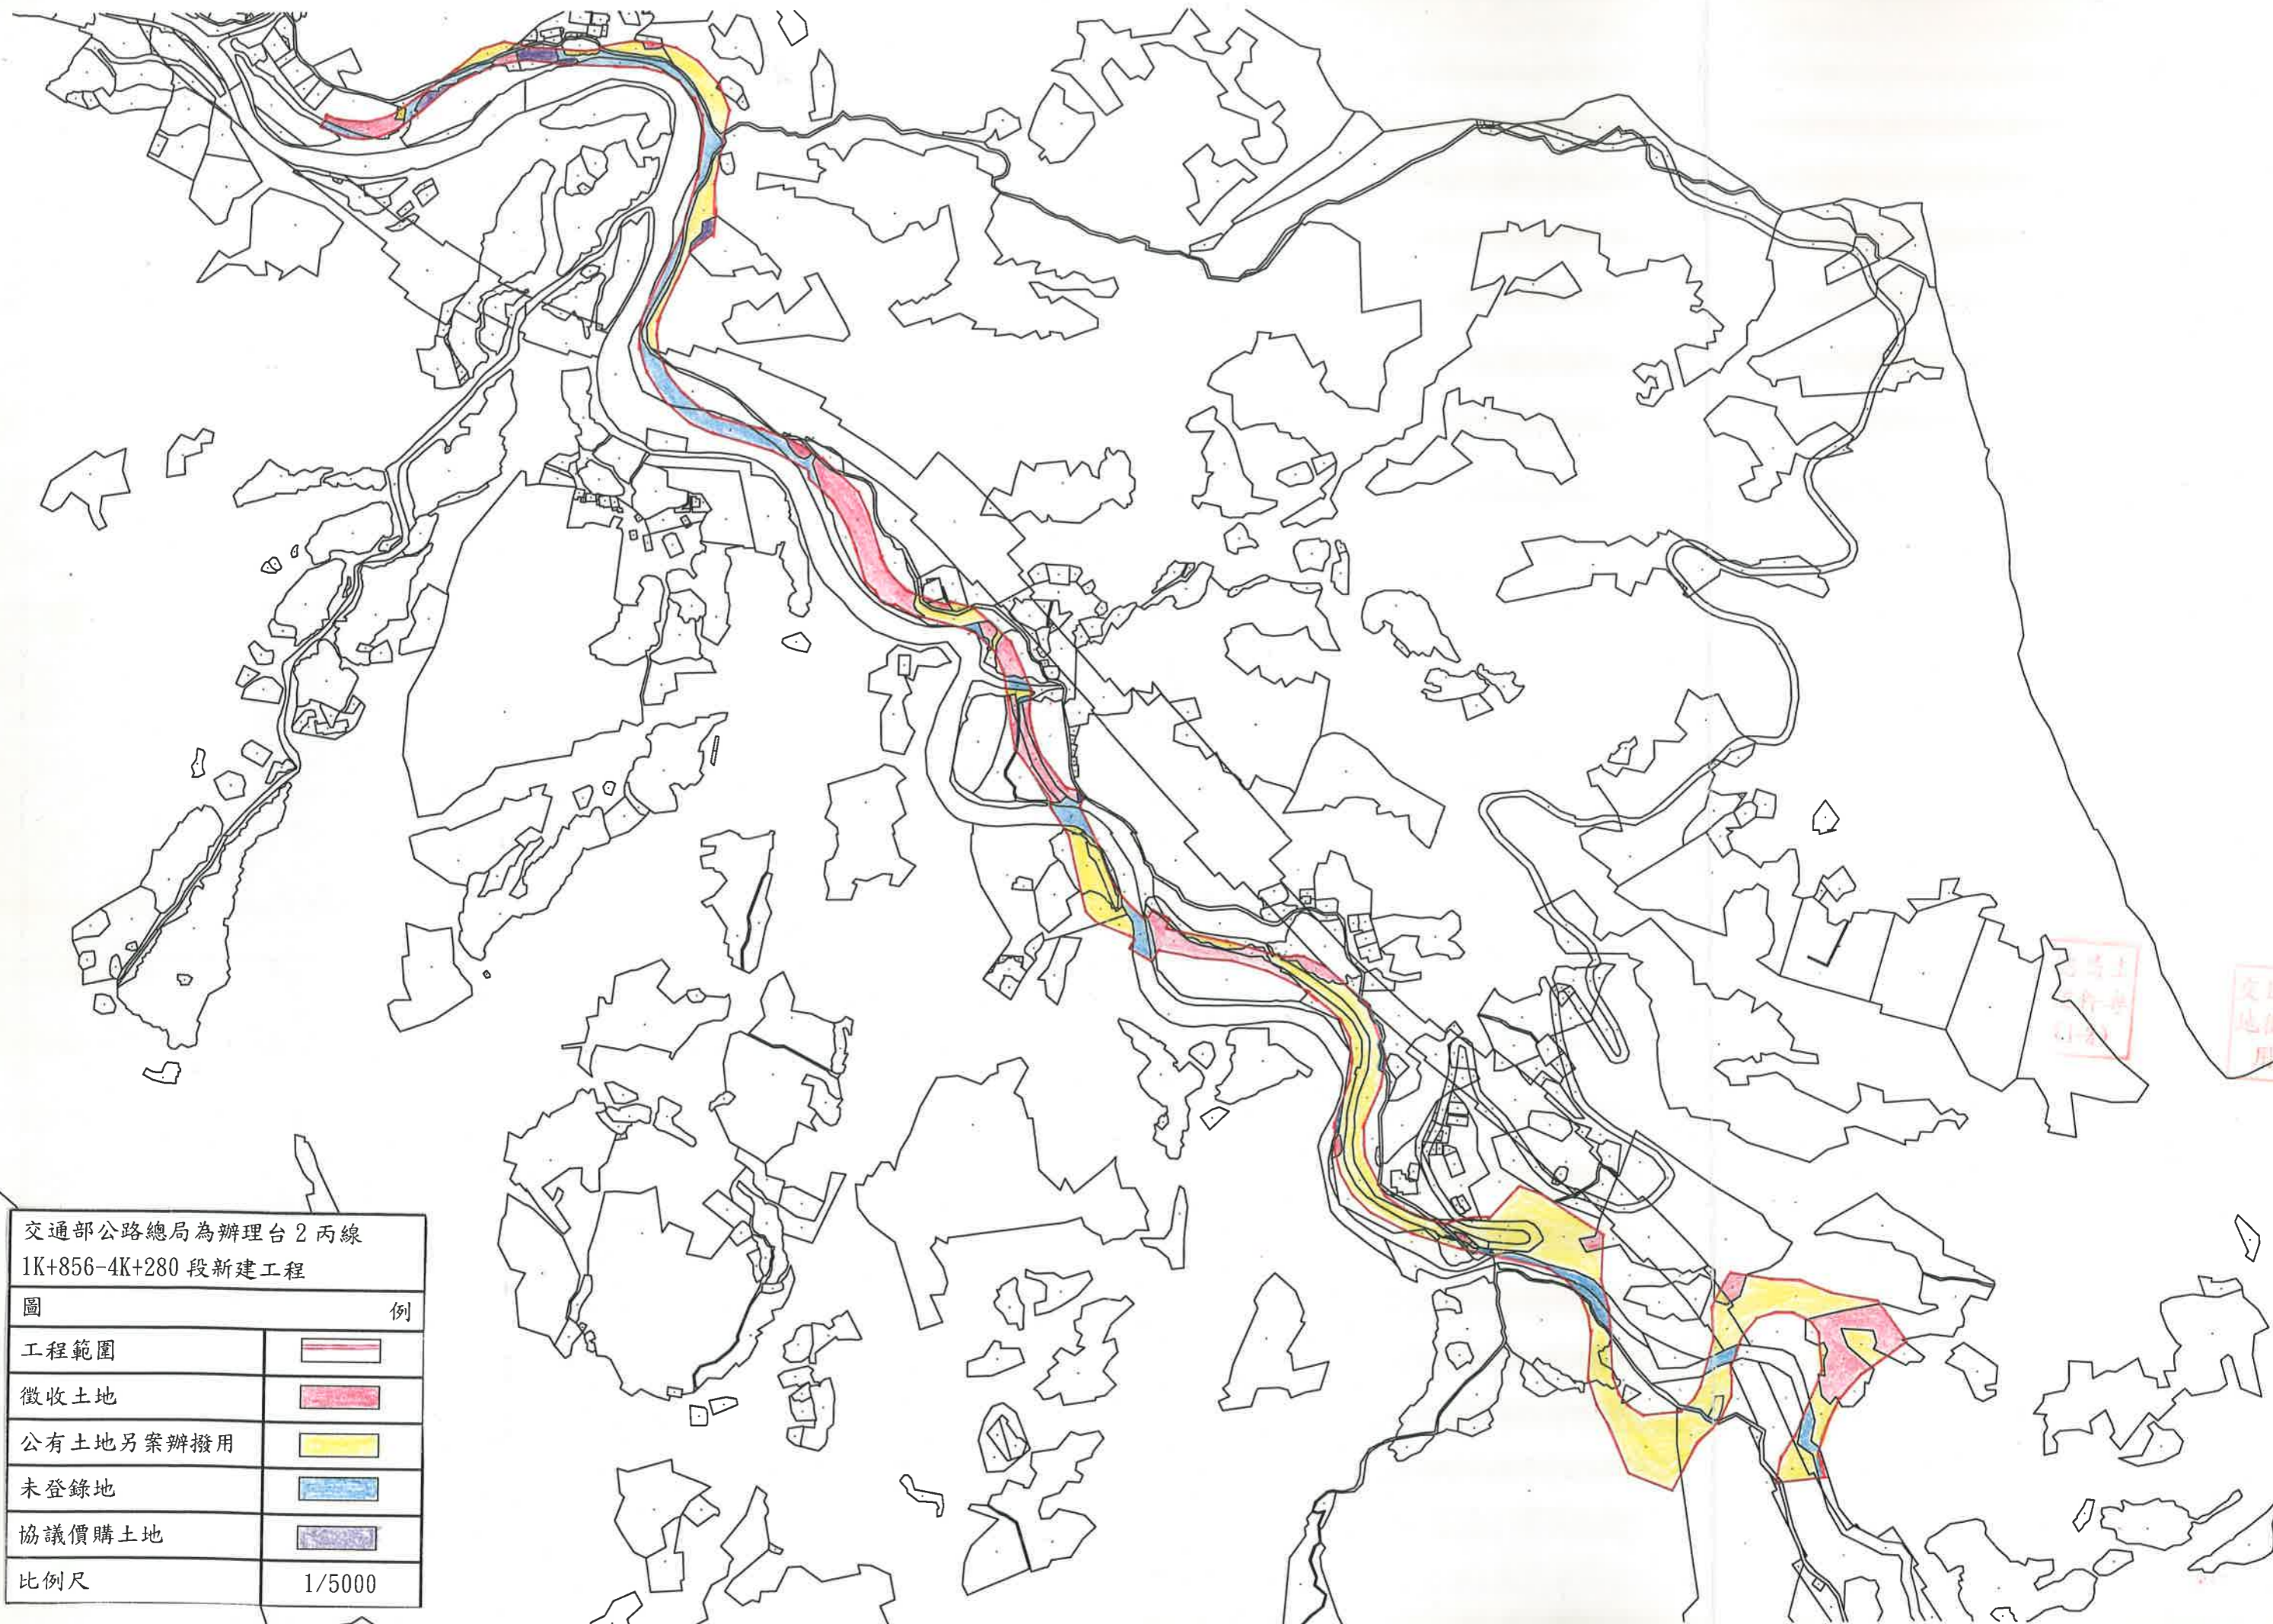 交通部公路總局為辦理台2丙線
1K+856-4K+280段新建工程
圖 例
工程範圍
徵收土地
公有土地另案辦撥用
未登錄地
協議價購土地
比例尺 1/5000